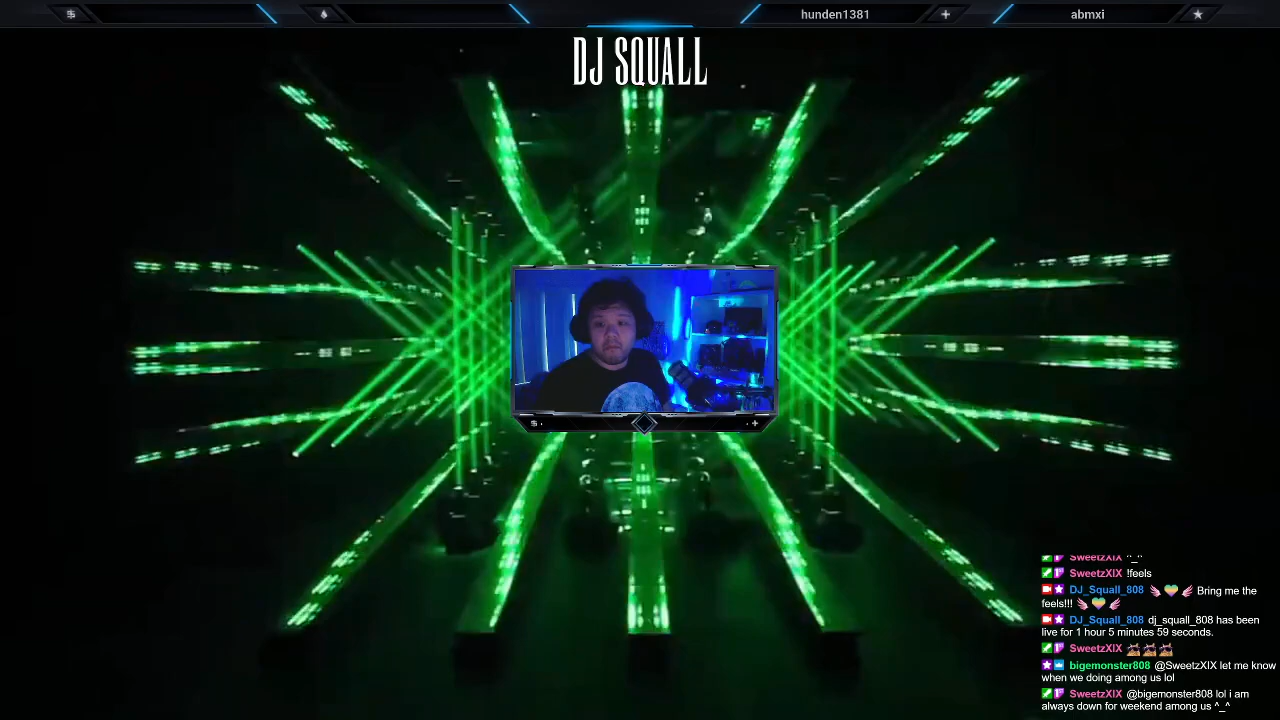 hunden1381
abmxi
DJ SQUALL
SweetzXIX ^_^
SweetzXIX !feels
DJ_Squall_808 Bring me the
feels!!!
DJ_Squall_808 dj_squall_808 has been
live for 1 hour 5 minutes 59 seconds.
SweetzXIX
bigemonster808 @SweetzXIX let me know
when we doing among us lol
SweetzXIX @bigemonster808 lol i am
always down for weekend among us ^_^